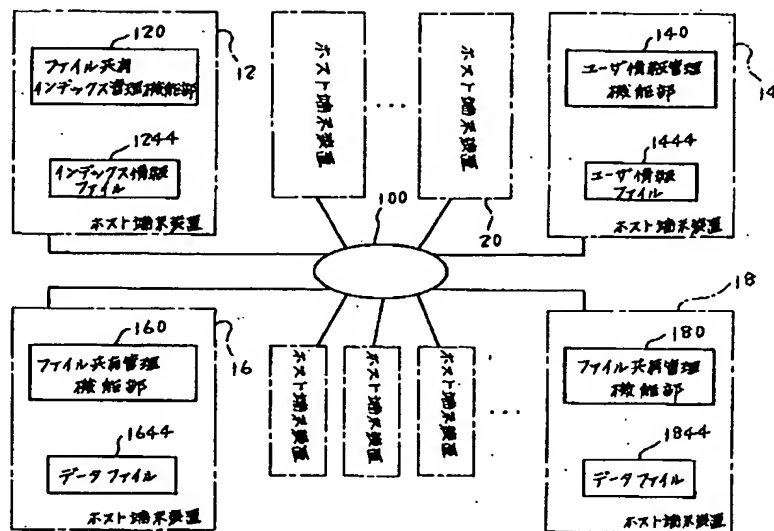 120
ファイル共有
インデックス管理機能部
1244
インデックス情報
ファイル
ホスト端末装置
12
ホスト端末装置
...
ホスト端末装置
20
100
140
ユーザ情報管理
機能部
1444
ユーザ情報
ファイル
ホスト端末装置
14
160
ファイル共有管理
機能部
1644
データファイル
ホスト端末装置
16
ホスト端末装置
ホスト端末装置
ホスト端末装置
...
18
180
ファイル共有管理
機能部
1844
データファイル
ホスト端末装置